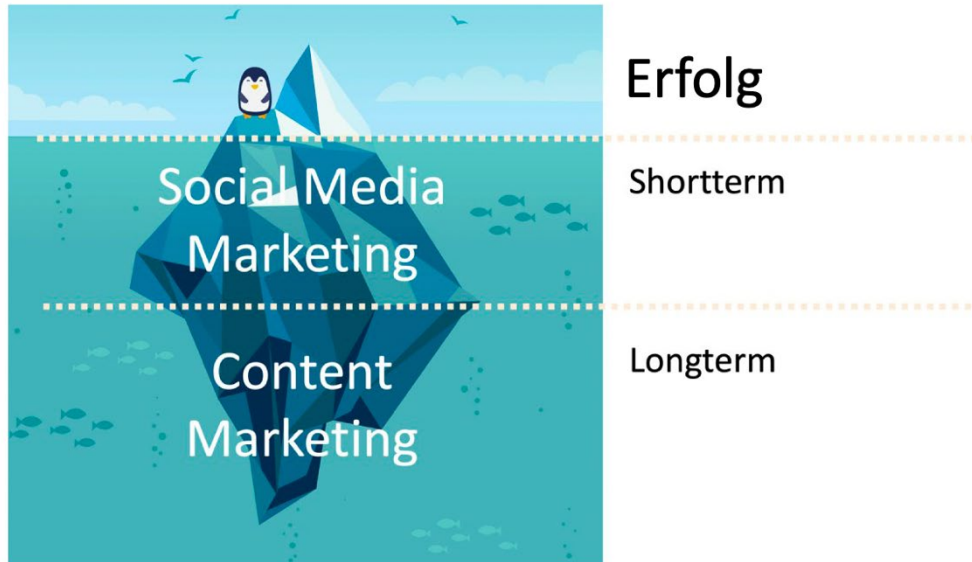 Erfolg
Social Media
Marketing
Shortterm
Content
Marketing
Longterm